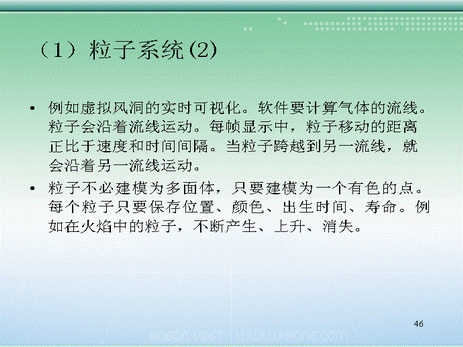 （1）粒子系统(2)
• 例如虚拟风洞的实时可视化。软件要计算气体的流线。
粒子会沿着流线运动。每帧显示中，粒子移动的距离
正比于速度和时间间隔。当粒子跨越到另一流线，就
会沿着另一流线运动。
• 粒子不必建模为多面体，只要建模为一个有色的点。
每个粒子只要保存位置、颜色、出生时间、寿命。例
如在火焰中的粒子，不断产生、上升、消失。
46